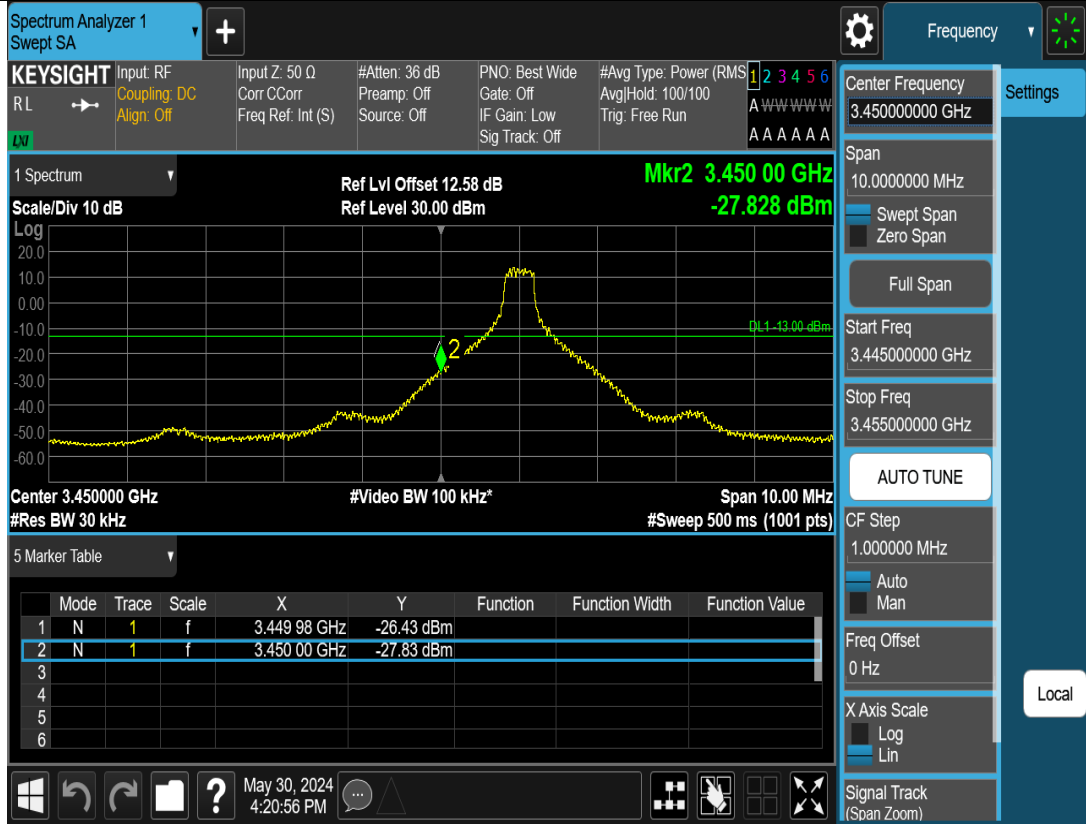 Spectrum Analyzer 1
Swept SA
+
Frequency
KEYSIGHT
RL
LXI
Input: RF
Coupling: DC
Align: Off
Input Z: 50 Ω
Corr CCorr
Freq Ref: Int (S)
#Atten: 36 dB
Preamp: Off
Source: Off
PNO: Best Wide
Gate: Off
IF Gain: Low
Sig Track: Off
#Avg Type: Power (RMS
Avg|Hold: 100/100
Trig: Free Run
1 2 3 4 5 6
A W W W W W
A A A A A A
1 Spectrum
Scale/Div 10 dB
Ref Lvl Offset 12.58 dB
Ref Level 30.00 dBm
Mkr2 3.450 00 GHz
-27.828 dBm
Log
20.0
10.0
0.00
-10.0
-20.0
-30.0
-40.0
-50.0
-60.0
DL1 -13.00 dBm
2
Center 3.450000 GHz
#Video BW 100 kHz*
Span 10.00 MHz
#Res BW 30 kHz
#Sweep 500 ms (1001 pts)
5 Marker Table
Mode Trace Scale X Y Function Function Width Function Value
1 N 1 f 3.449 98 GHz -26.43 dBm
2 N 1 f 3.450 00 GHz -27.83 dBm
3
4
5
6
?
May 30, 2024
4:20:56 PM
Center Frequency
3.450000000 GHz
Settings
Span
10.0000000 MHz
Swept Span
Zero Span
Full Span
Start Freq
3.445000000 GHz
Stop Freq
3.455000000 GHz
AUTO TUNE
CF Step
1.000000 MHz
Auto
Man
Freq Offset
0 Hz
Local
X Axis Scale
Log
Lin
Signal Track
(Span Zoom)